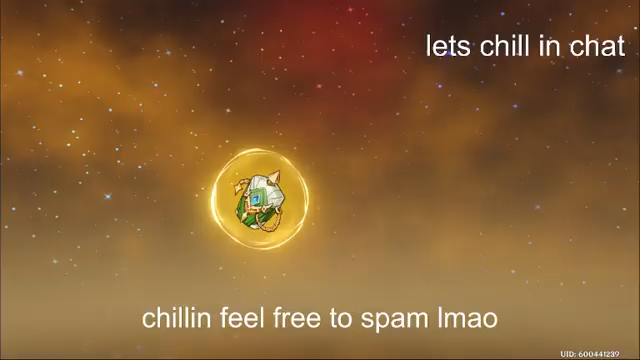 lets chill in chat
chillin feel free to spam lmao
UID: 600441239